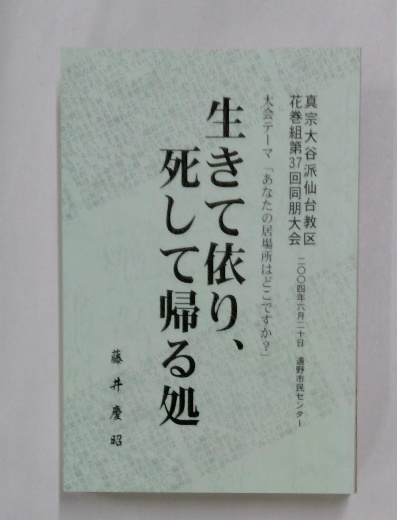 真宗大谷派仙台教区
花巻組第37回同朋大会
二〇〇四年六月二十日 遠野市民センター
大会テーマ「あなたの居場所はどこですか?」
生きて依り、
死して帰る処
藤井慶昭